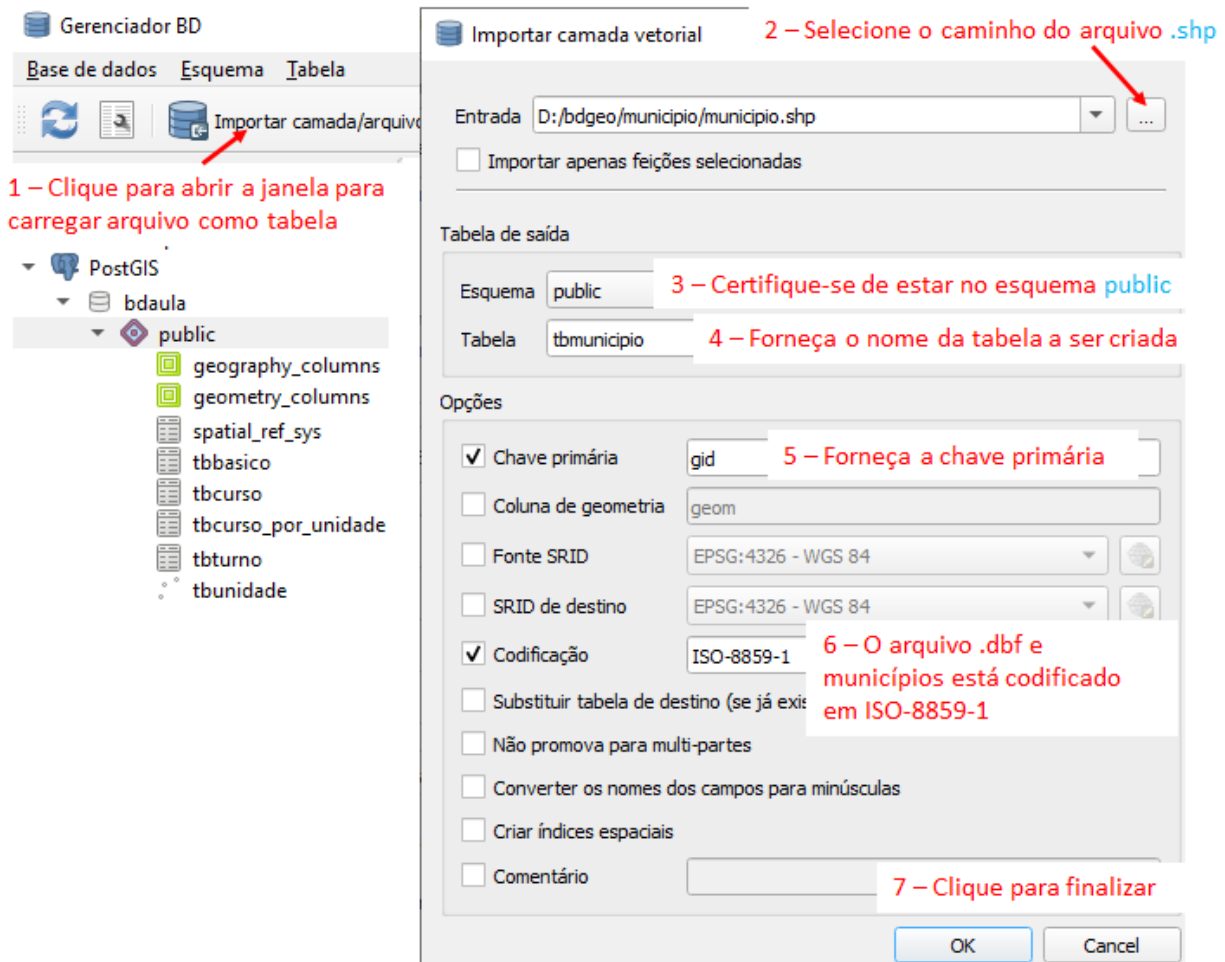 Gerenciador BD
Base de dados Esquema Tabela
Importar camada/arquivo
1 – Clique para abrir a janela para
carregar arquivo como tabela
PostGIS
bdaula
public
geography_columns
geometry_columns
spatial_ref_sys
tbbasico
tbcurso
tbcurso_por_unidade
tbturno
tbunidade
Importar camada vetorial
2 – Selecione o caminho do arquivo .shp
Entrada D:/bdgeo/municipio/municipio.shp ...
Importar apenas feições selecionadas
Tabela de saída
Esquema public 3 – Certifique-se de estar no esquema public
Tabela tbmunicipio 4 – Forneça o nome da tabela a ser criada
Opções
Chave primária gid 5 – Forneça a chave primária
Coluna de geometria geom
Fonte SRID EPSG:4326 - WGS 84
SRID de destino EPSG:4326 - WGS 84
Codificação ISO-8859-1
6 – O arquivo .dbf e
municípios está codificado
em ISO-8859-1
Substituir tabela de destino (se já exis
Não promova para multi-partes
Converter os nomes dos campos para minúsculas
Criar índices espaciais
Comentário
7 – Clique para finalizar
OK Cancel